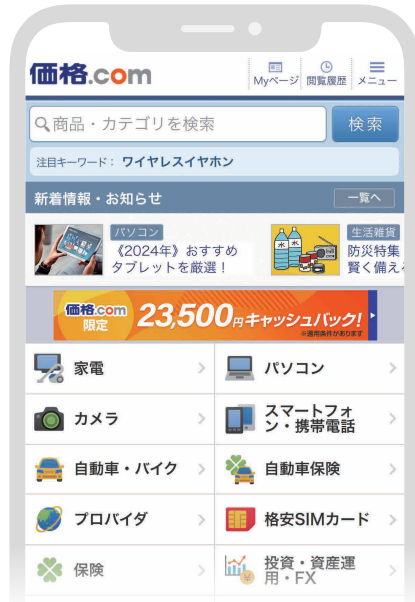 価格.com
Myページ 閲覧履歴 メニュー
商品・カテゴリを検索 検索
注目キーワード： ワイヤレスイヤホン
新着情報・お知らせ 一覧へ
パソコン
《2024年》おすすめ
タブレットを厳選！
生活雑貨
防災特集
賢く備え
水 水
価格.com
限定
23,500円キャッシュバック!
※適用条件があります
家電 パソコン
カメラ スマートフォ
ン・携帯電話
自動車・バイク 自動車保険
プロバイダ 格安SIMカード
保険 投資・資産運
用・FX